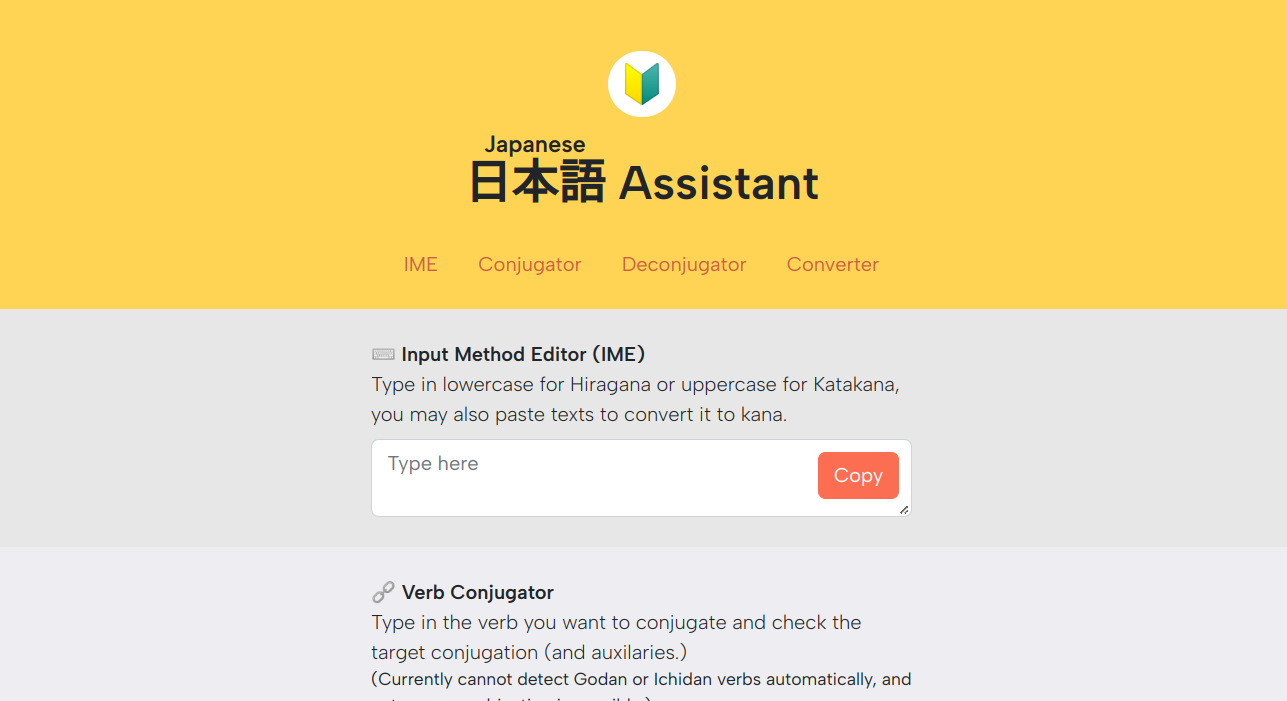 Japanese
日本語 Assistant
IME Conjugator Deconjugator Converter
Input Method Editor (IME)
Type in lowercase for Hiragana or uppercase for Katakana,
you may also paste texts to convert it to kana.
Type here
Copy
Verb Conjugator
Type in the verb you want to conjugate and check the
target conjugation (and auxilaries.)
(Currently cannot detect Godan or Ichidan verbs automatically, and